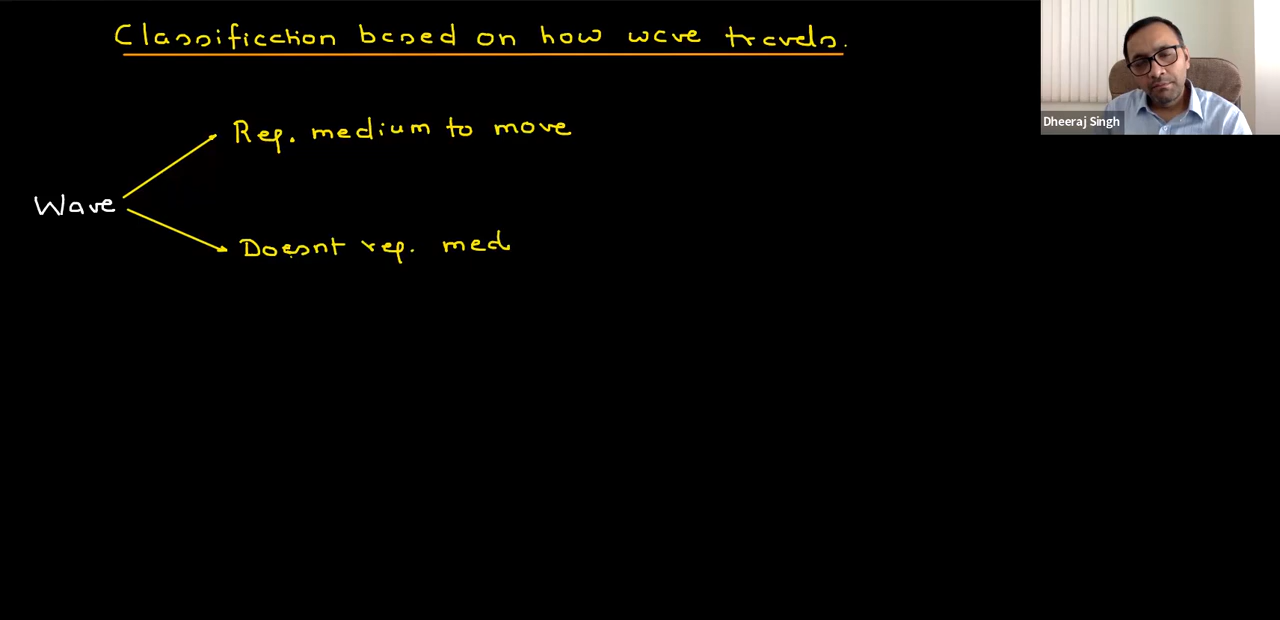 Classification based on how wave travels.
Dheeraj Singh
Req. medium to move
Wave
Doesnt req. med